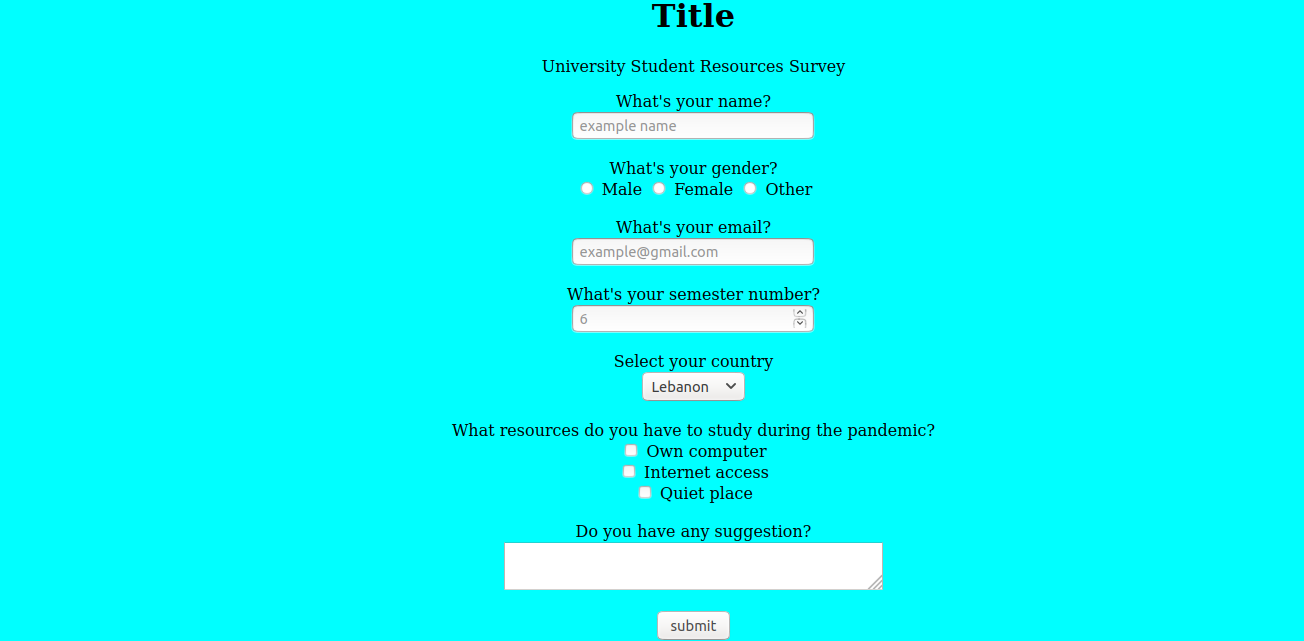 Title
University Student Resources Survey
What's your name?
example name
What's your gender?
Male Female Other
What's your email?
example@gmail.com
What's your semester number?
6
Select your country
Lebanon
What resources do you have to study during the pandemic?
Own computer
Internet access
Quiet place
Do you have any suggestion?
submit